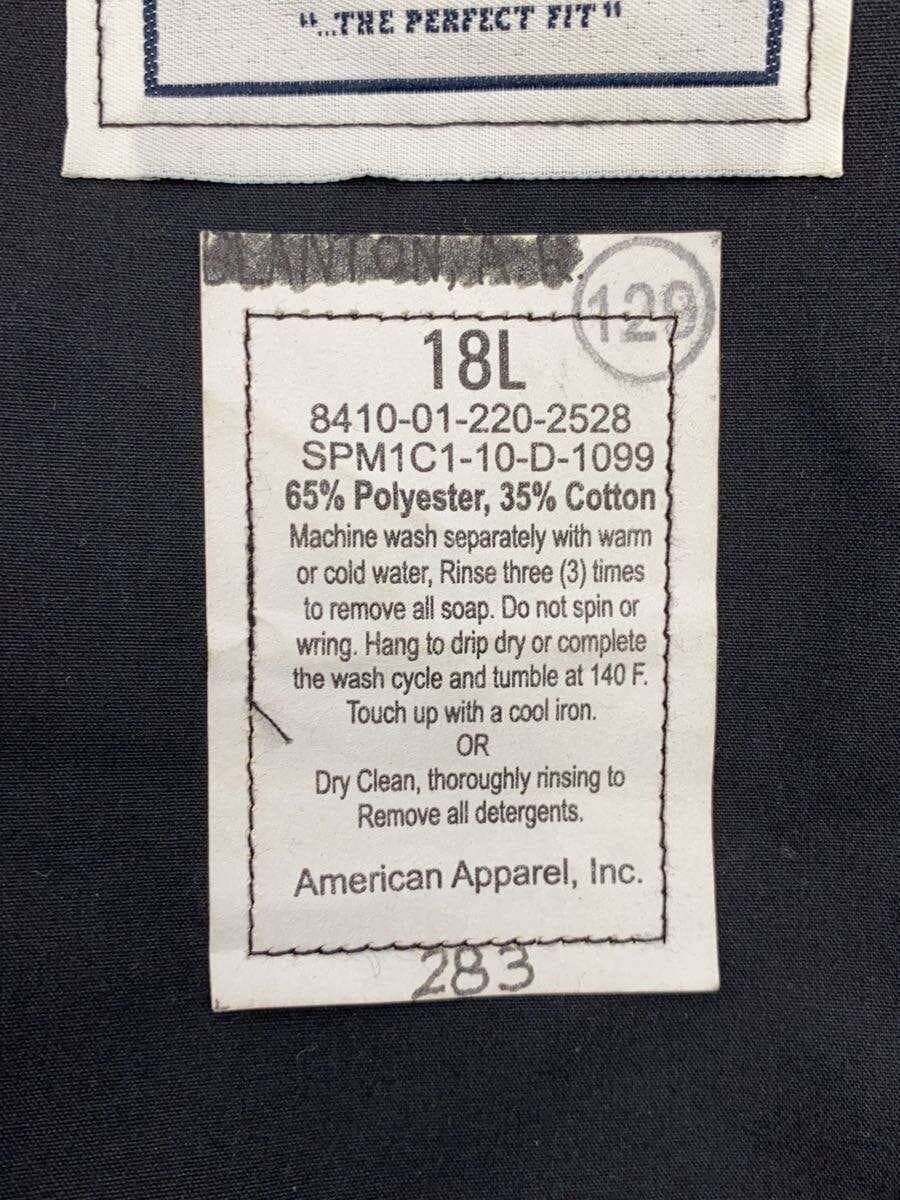 "...THE PERFECT FIT"
BLANTON, A H
128
18L
8410-01-220-2528
SPM1C1-10-D-1099
65% Polyester, 35% Cotton
Machine wash separately with warm
or cold water, Rinse three (3) times
to remove all soap. Do not spin or
wring. Hang to drip dry or complete
the wash cycle and tumble at 140 F.
Touch up with a cool iron.
OR
Dry Clean, thoroughly rinsing to
Remove all detergents.
American Apparel, Inc.
283